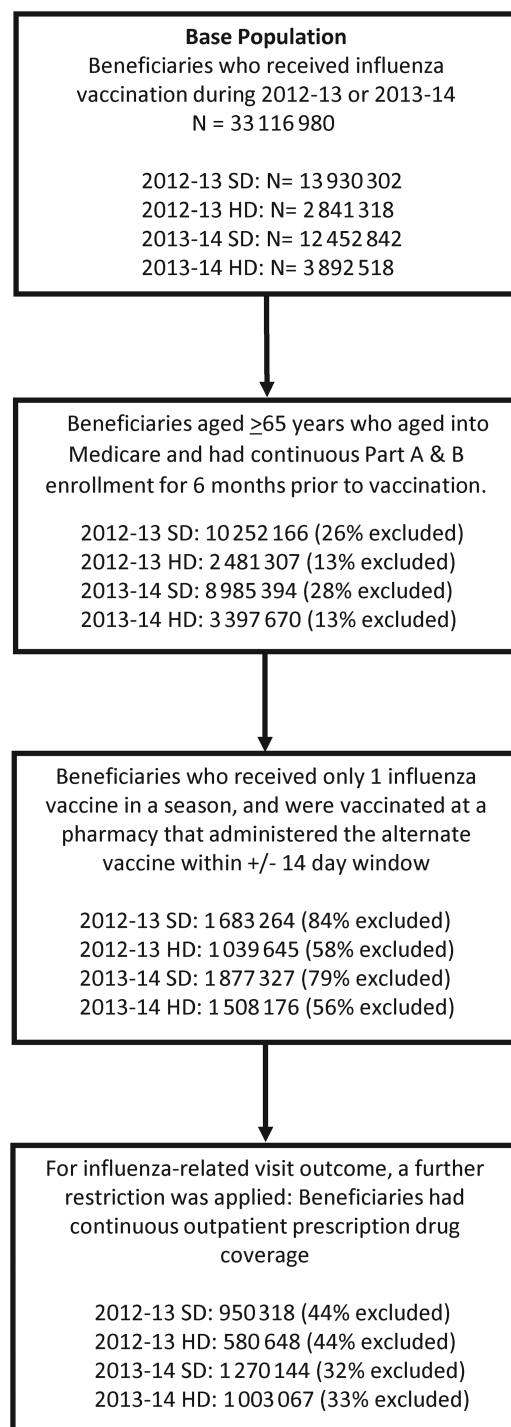 Base Population
Beneficiaries who received influenza
vaccination during 2012-13 or 2013-14
N = 33 116 980
2012-13 SD: N= 13 930 302
2012-13 HD: N= 2 841 318
2013-14 SD: N= 12 452 842
2013-14 HD: N= 3 892 518
Beneficiaries aged ≥65 years who aged into
Medicare and had continuous Part A & B
enrollment for 6 months prior to vaccination.
2012-13 SD: 10 252 166 (26% excluded)
2012-13 HD: 2 481 307 (13% excluded)
2013-14 SD: 8 985 394 (28% excluded)
2013-14 HD: 3 397 670 (13% excluded)
Beneficiaries who received only 1 influenza
vaccine in a season, and were vaccinated at a
pharmacy that administered the alternate
vaccine within +/- 14 day window
2012-13 SD: 1 683 264 (84% excluded)
2012-13 HD: 1 039 645 (58% excluded)
2013-14 SD: 1 877 327 (79% excluded)
2013-14 HD: 1 508 176 (56% excluded)
For influenza-related visit outcome, a further
restriction was applied: Beneficiaries had
continuous outpatient prescription drug
coverage
2012-13 SD: 950 318 (44% excluded)
2012-13 HD: 580 648 (44% excluded)
2013-14 SD: 1 270 144 (32% excluded)
2013-14 HD: 1 003 067 (33% excluded)